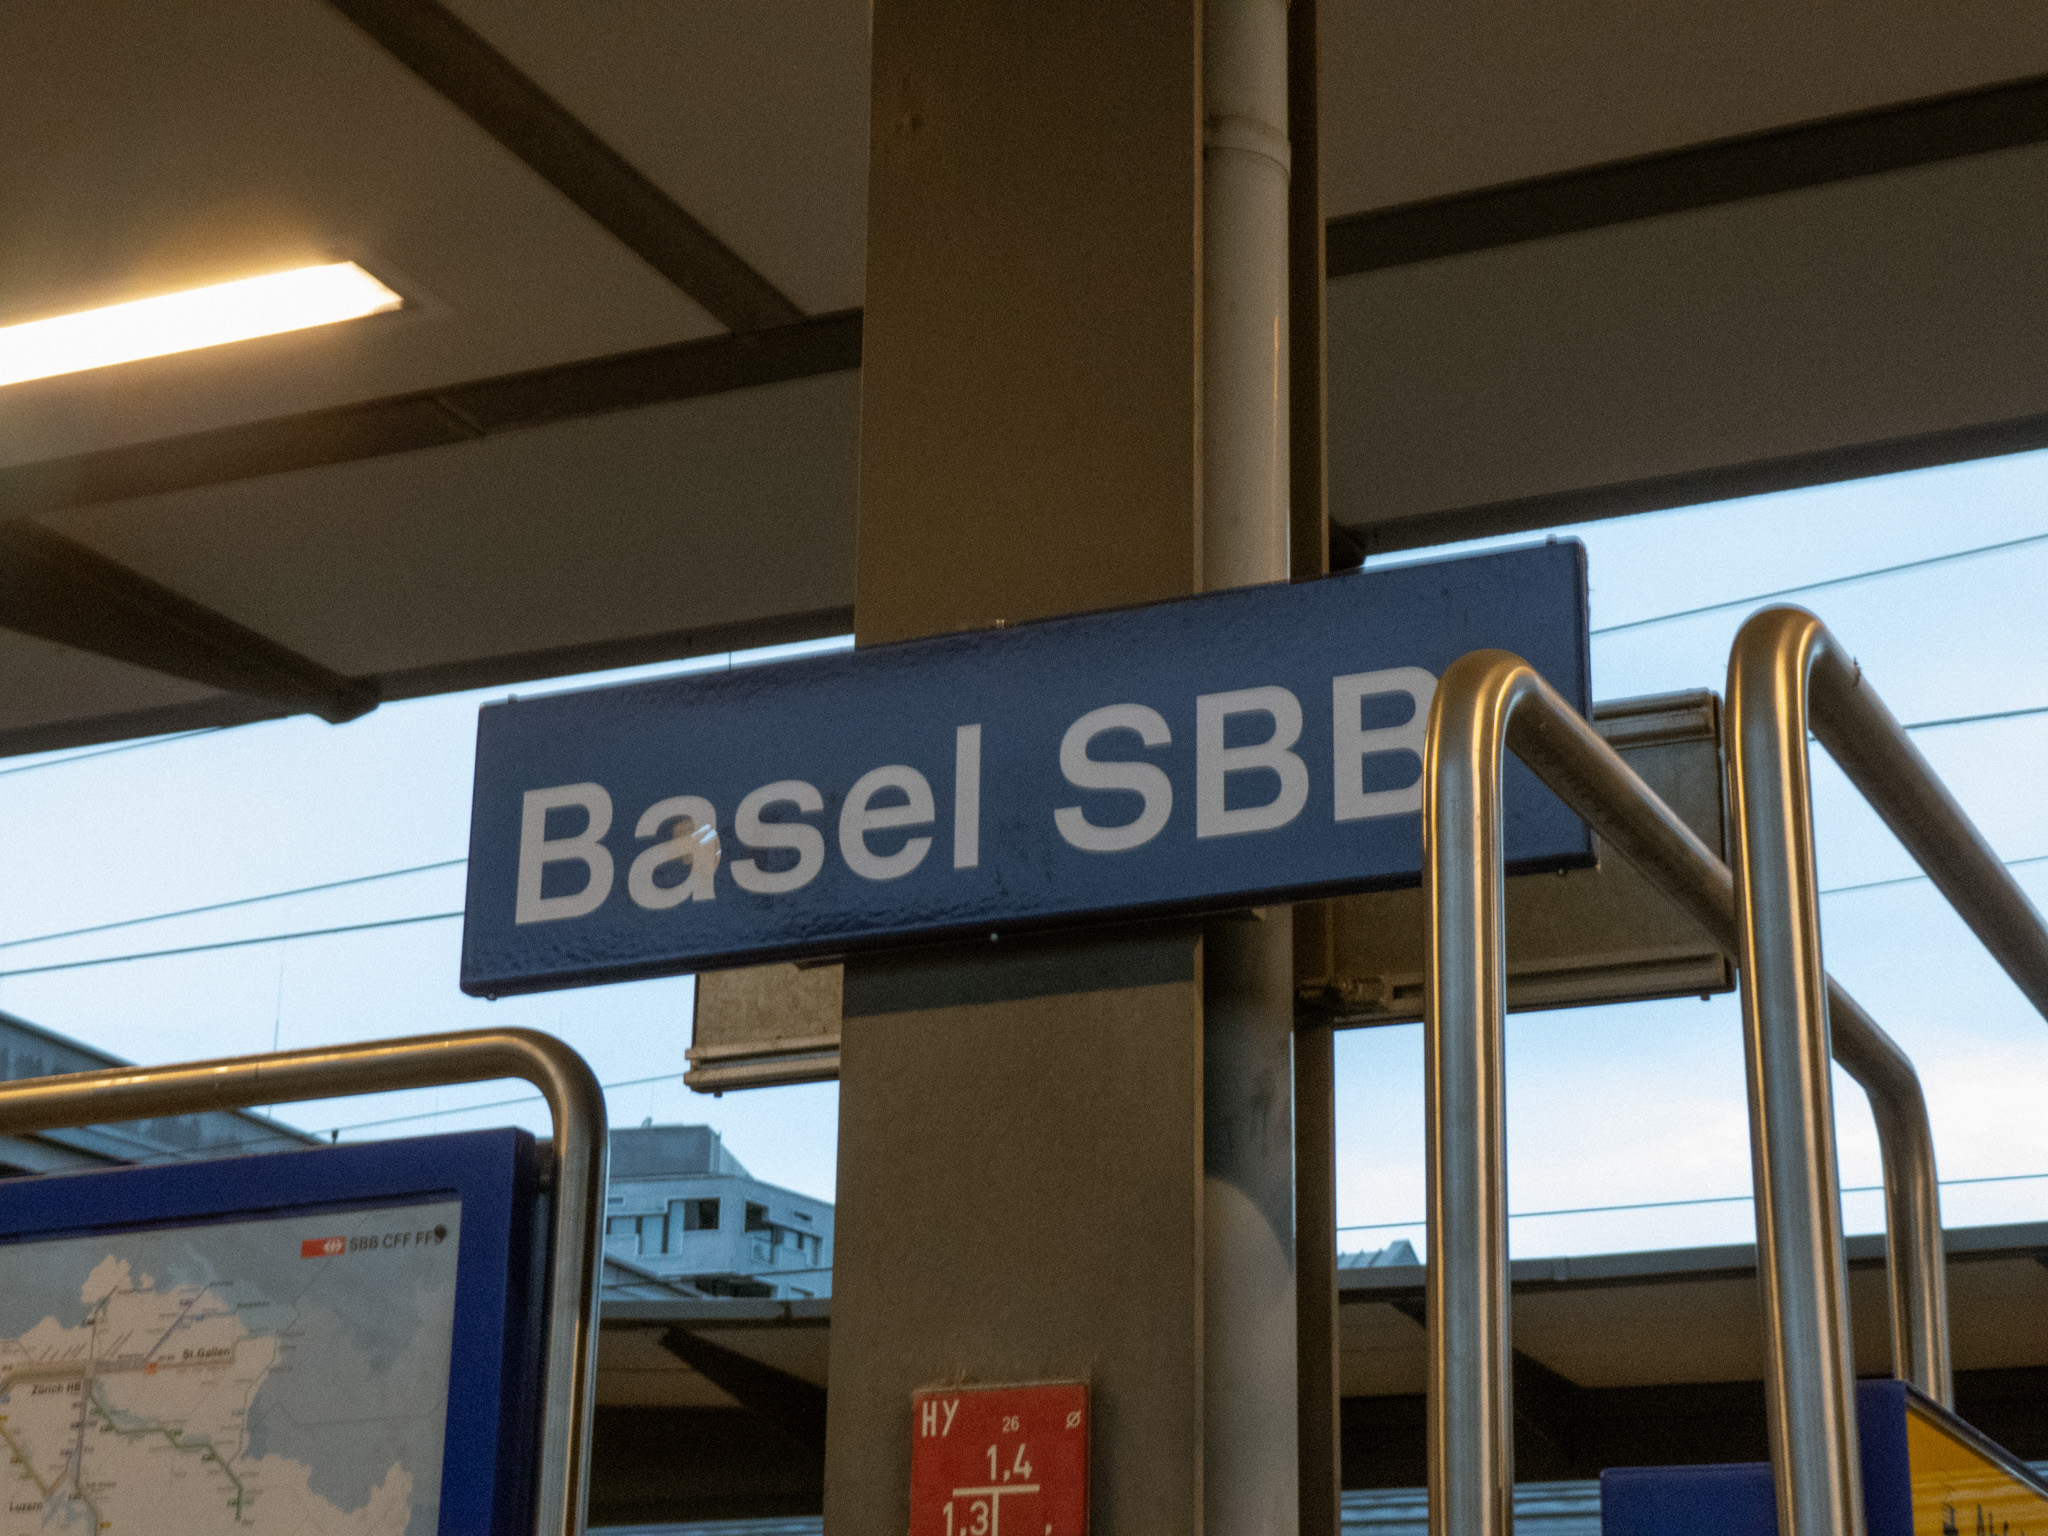 Basel SBB
SBB CFF FFS
St. Gallen
Zürich HB
Luzern
HY
26
Ø
1,4
1,3